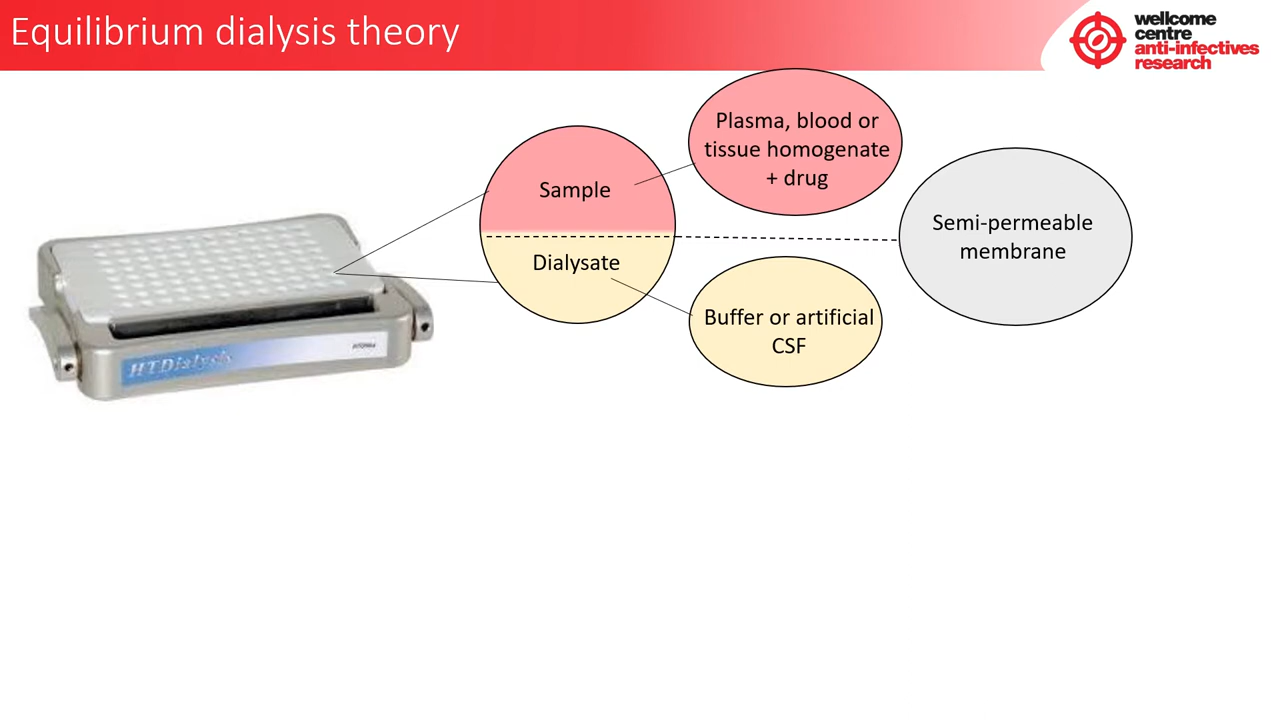 Equilibrium dialysis theory
wellcome
centre
anti-infectives
research
Plasma, blood or
tissue homogenate
+ drug
Sample
Semi-permeable
membrane
Dialysate
Buffer or artificial
CSF
HTDialysis